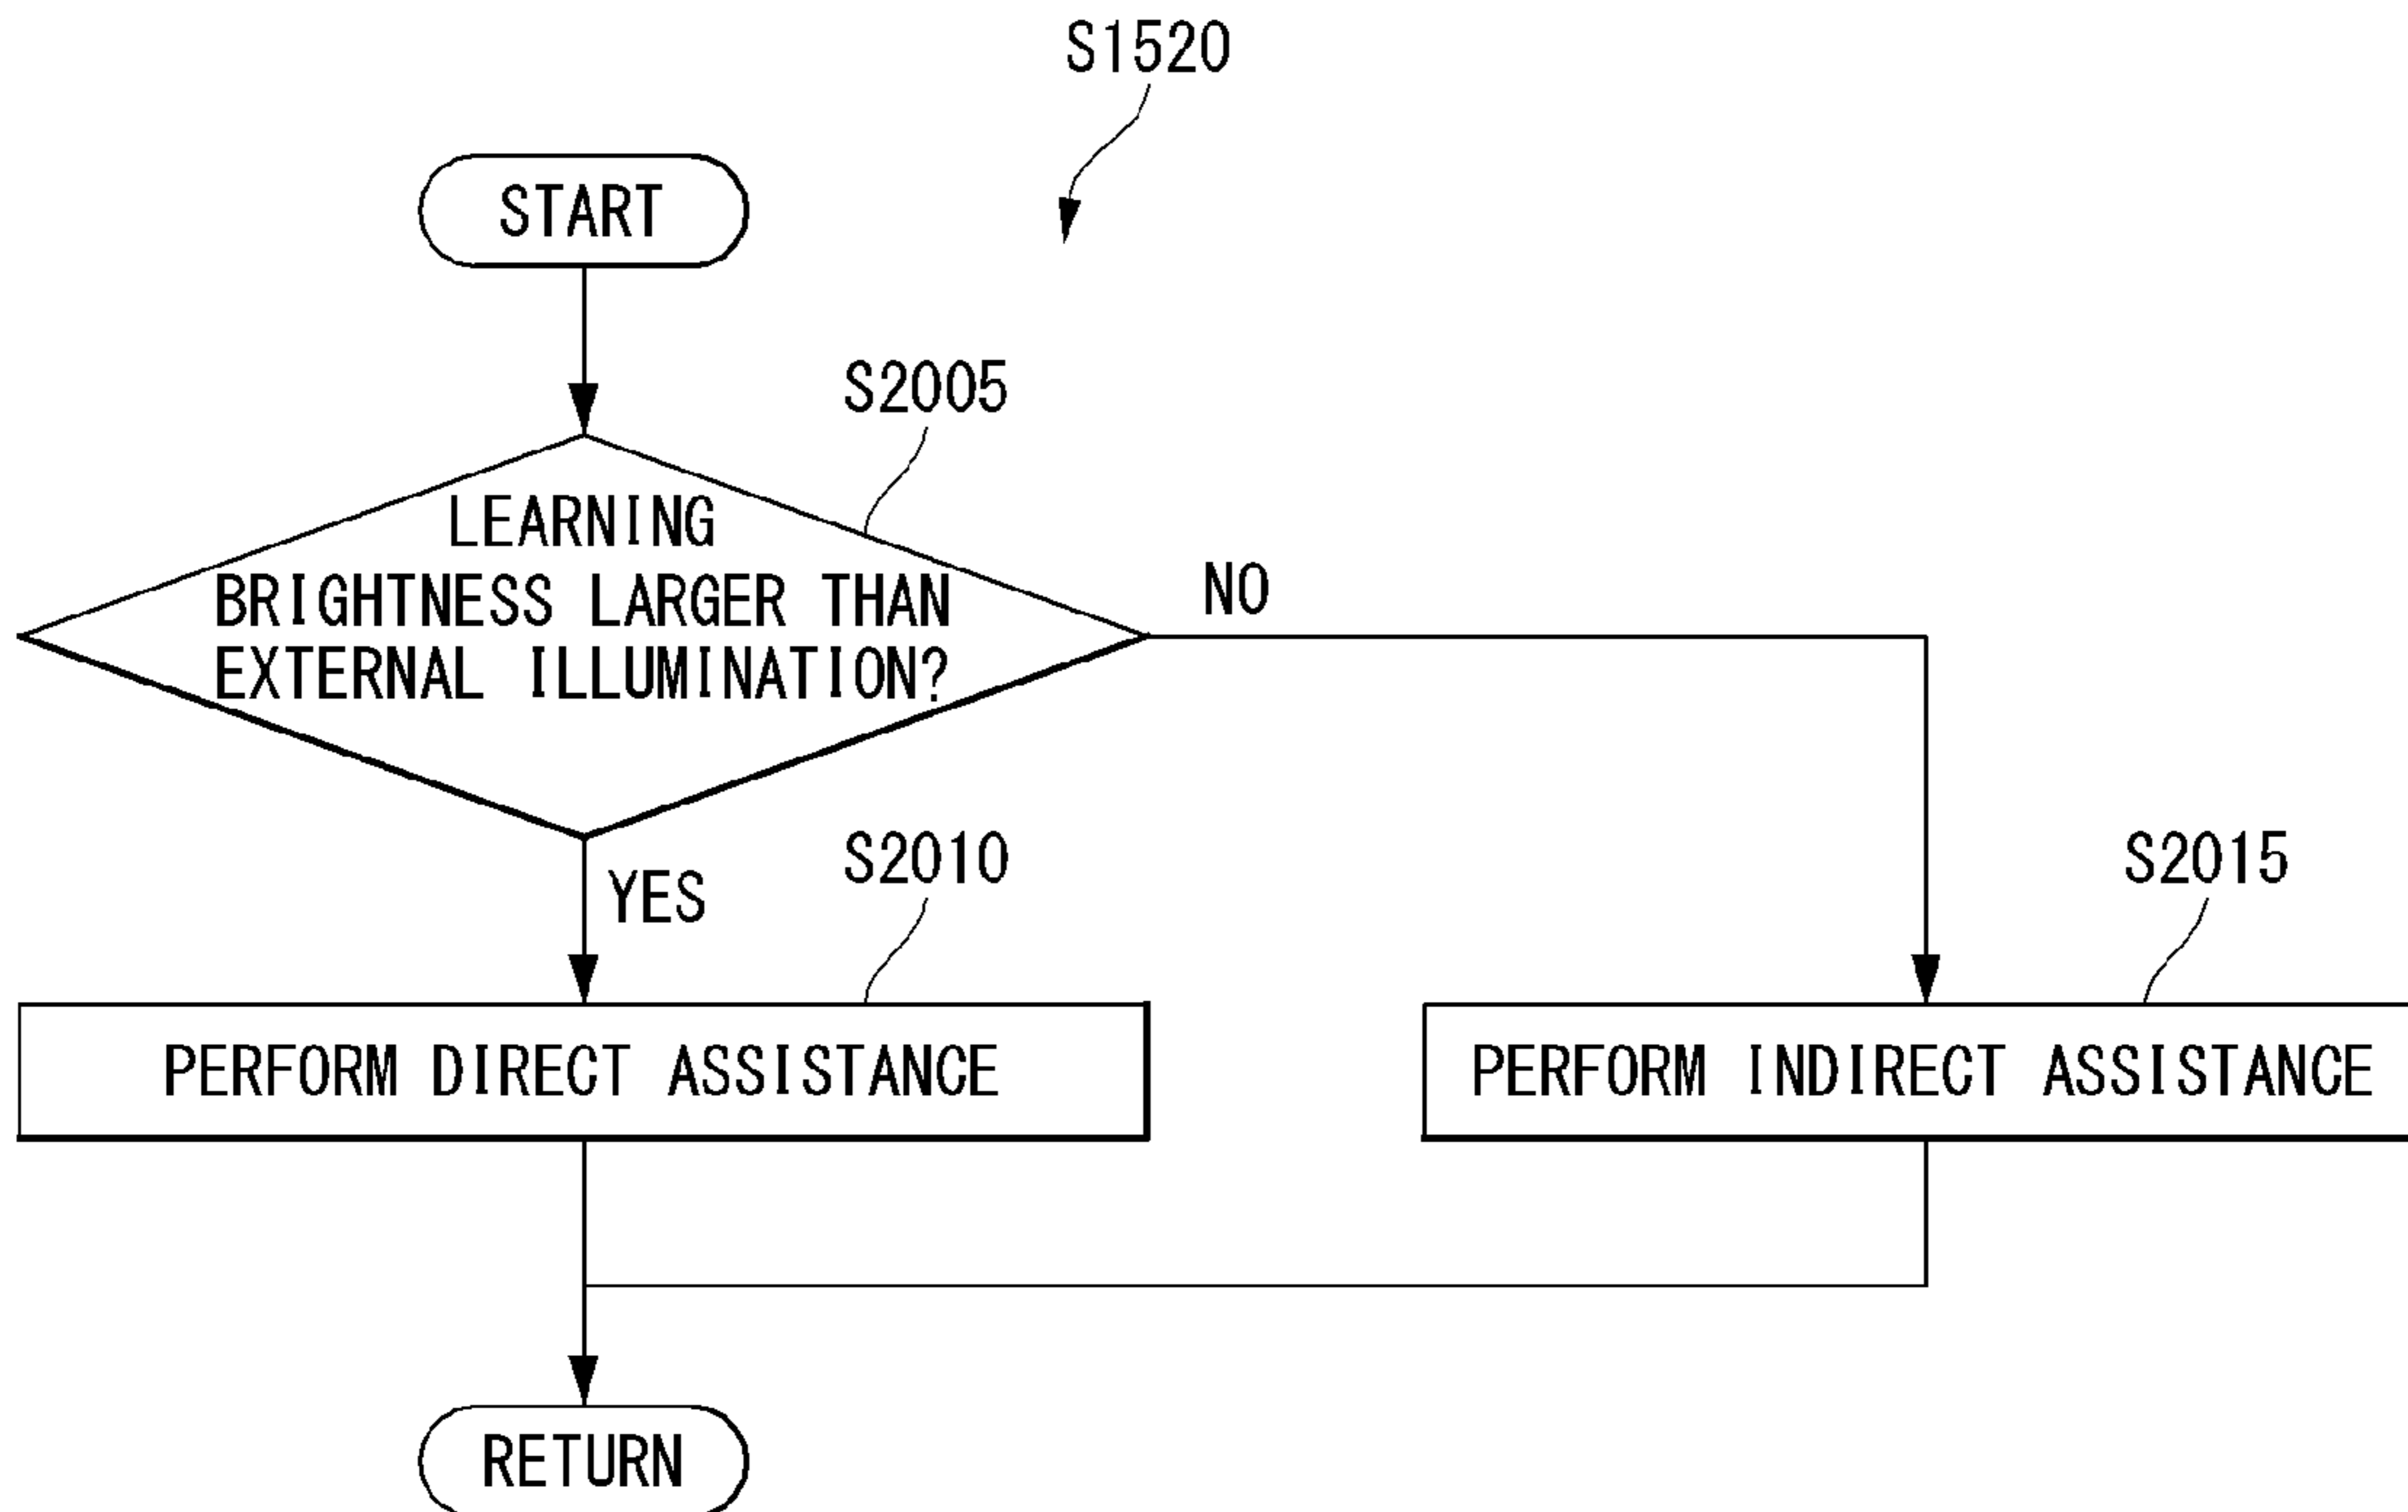 S1520
START
S2005
LEARNING
BRIGHTNESS LARGER THAN
EXTERNAL ILLUMINATION?
NO
YES
S2010
S2015
PERFORM DIRECT ASSISTANCE
PERFORM INDIRECT ASSISTANCE
RETURN